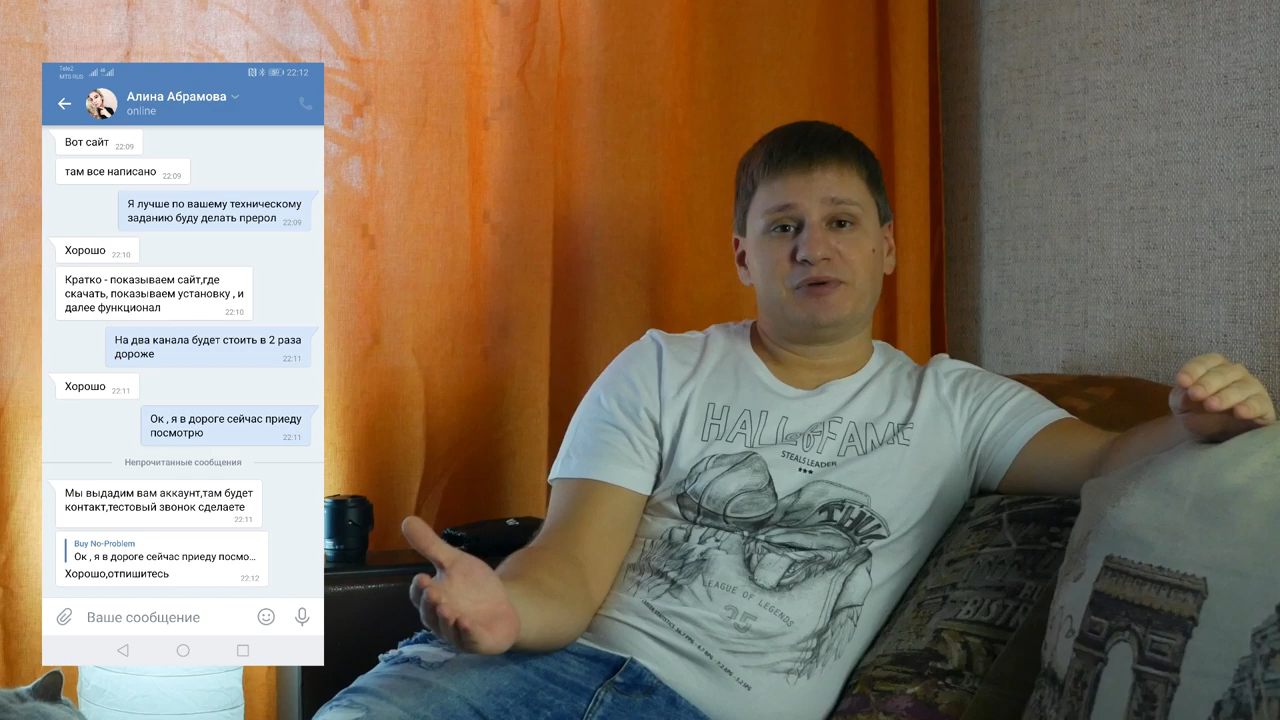 Tele2
MTS RUS
22:12
Алина Абрамова
online
Вот сайт 22:09
там все написано 22:09
Я лучше по вашему техническому
заданию буду делать прерол 22:09
Хорошо 22:10
Кратко - показываем сайт,где
скачать, показываем установку , и
далее функционал 22:10
На два канала будет стоить в 2 раза
дороже 22:11
Хорошо 22:11
Ок , я в дороге сейчас приеду
посмотрю 22:11
Непрочитанные сообщения
Мы выдадим вам аккаунт,там будет
контакт,тестовый звонок сделаете
22:11
Buy No-Problem
Ок , я в дороге сейчас приеду посмо...
Хорошо,отпишитесь 22:12
Ваше сообщение
HALL of FAME
STEALS LEADER
LEAGUE OF LEGENDS
35
BISTR